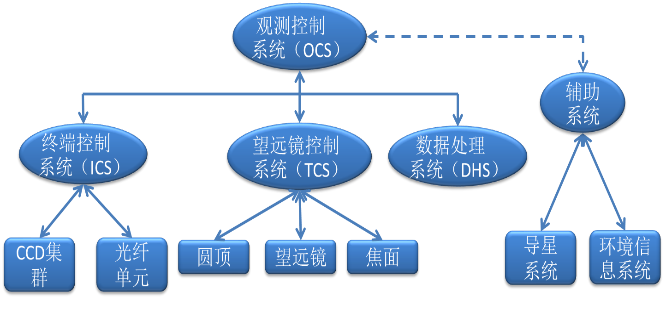 观测控制
系统（OCS）
辅助
系统
终端控制
系统（ICS）
望远镜控制
系统（TCS）
数据处理
系统（DHS）
CCD集
群
光纤
单元
圆顶
望远镜
焦面
导星
系统
环境信
息系统